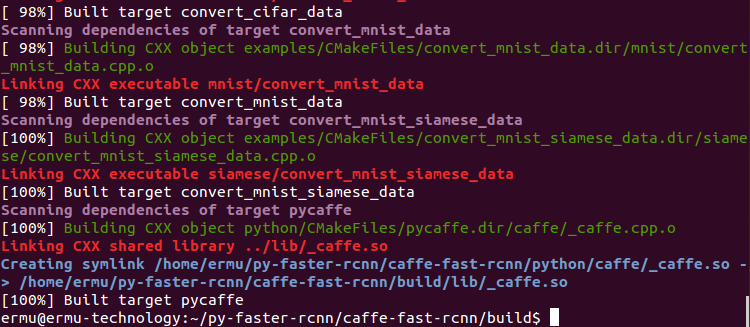 [ 98%] Built target convert_cifar_data
Scanning dependencies of target convert_mnist_data
[ 98%] Building CXX object examples/CMakeFiles/convert_mnist_data.dir/mnist/convert
_mnist_data.cpp.o
Linking CXX executable mnist/convert_mnist_data
[ 98%] Built target convert_mnist_data
Scanning dependencies of target convert_mnist_siamese_data
[100%] Building CXX object examples/CMakeFiles/convert_mnist_siamese_data.dir/siame
se/convert_mnist_siamese_data.cpp.o
Linking CXX executable siamese/convert_mnist_siamese_data
[100%] Built target convert_mnist_siamese_data
Scanning dependencies of target pycaffe
[100%] Building CXX object python/CMakeFiles/pycaffe.dir/caffe/_caffe.cpp.o
Linking CXX shared library ../lib/_caffe.so
Creating symlink /home/ermu/py-faster-rcnn/caffe-fast-rcnn/python/caffe/_caffe.so -
> /home/ermu/py-faster-rcnn/caffe-fast-rcnn/build/lib/_caffe.so
[100%] Built target pycaffe
ermu@ermu-technology:~/py-faster-rcnn/caffe-fast-rcnn/build$